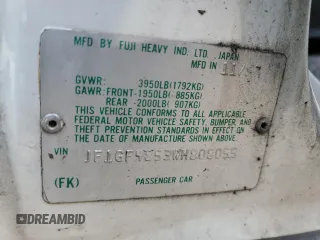 MFD BY FUJI HEAVY IND. LTD., JAPAN
MFD IN 11/97
GVWR: 3950LB(1792KG)
GAWR: FRONT-1950LB( 885KG)
REAR -2000LB( 907KG)
THIS VEHICLE CONFORMS TO ALL APPLICABLE
FEDERAL MOTOR VEHICLE SAFETY, BUMPER, AND
THEFT PREVENTION STANDARDS IN EFFECT ON THE
DATE OF MANUFACTURE SHOWN ABOVE.
VIN
(FK) PASSENGER CAR
DREAMBID